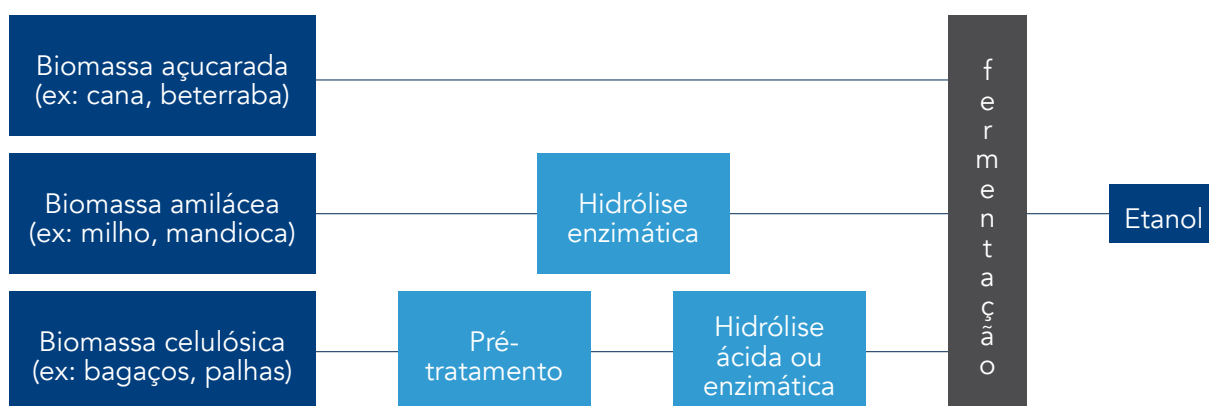 Biomassa açucarada
(ex: cana, beterraba)
Biomassa amilácea
(ex: milho, mandioca)
Hidrólise
enzimática
Biomassa celulósica
(ex: bagaços, palhas)
Pré-
tratamento
Hidrólise
ácida ou
enzimática
fermentação
Etanol